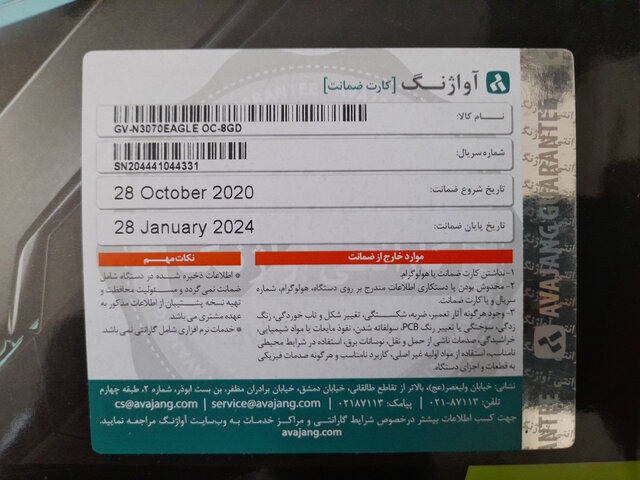 آواژنگ [کارت ضمانت]
نام کالا:
GV-N3070EAGLE OC-8GD
شماره سریال:
SN204441044331
تاریخ شروع ضمانت:
28 October 2020
تاریخ پایان ضمانت:
28 January 2024
موارد خارج از ضمانت
۱- نداشتن کارت ضمانت یا هولوگرام.
۲- مخدوش بودن یا دستکاری اطلاعات مندرج بر روی دستگاه، هولوگرام، شماره
سریال و یا کارت ضمانت.
۳- وجود هرگونه آثار تعمیر، ضربه، شکستگی، تغییر شکل و تاب خوردگی، زنگ
زدگی، سوختگی یا تغییر رنگ PCB، سولفاته شدن، نفوذ مایعات یا مواد شیمیایی،
خراشیدگی، صدمات ناشی از حمل و نقل، نوسانات برق، استفاده در شرایط محیطی
نامناسب، استفاده از مواد اولیه غیر اصلی، کاربرد نامناسب و هرگونه صدمات فیزیکی
به قطعات و اجزای دستگاه.
نکات مهم
● اطلاعات ذخیره شده در دستگاه شامل
ضمانت نمی گردد و مسئولیت محافظت و
تهیه نسخه پشتیبان از اطلاعات مذکور به
عهده مشتری می باشد.
● خدمات نرم افزاری شامل گارانتی نمی باشد.
نشانی: خیابان ولیعصر(عج)، بالاتر از تقاطع طالقانی، خیابان دمشق، خیابان برادران مظفر، بن بست ابوذر، شماره ۲، طبقه چهارم
تلفن: ۸۷۱۱۳-۰۲۱ | پیامک: ۰۲۱۸۷۱۱۳ | service@avajang.com | cs@avajang.com
جهت کسب اطلاعات بیشتر درخصوص شرایط گارانتی و مراکز خدمات به وب‌سایت آواژنگ مراجعه نمایید.
avajang.com
AVAJANG GUARANTEE